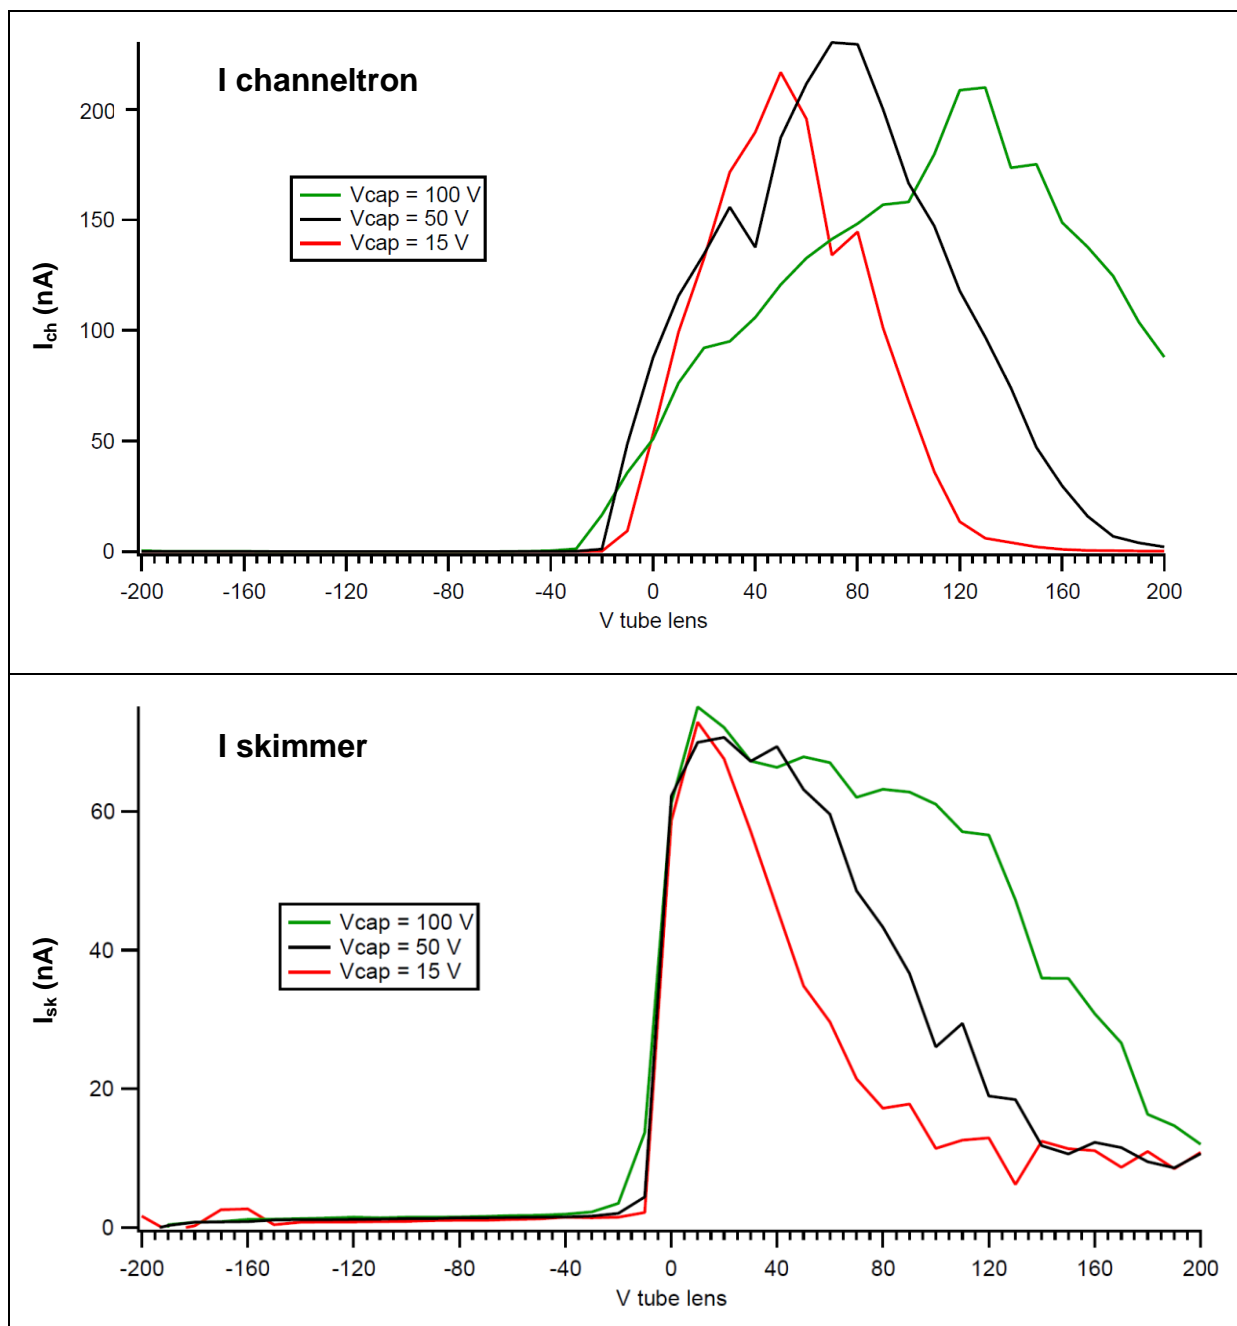 I channeltron
200
150
100
50
0
I_ch (nA)
Vcap = 100 V
Vcap = 50 V
Vcap = 15 V
-200 -160 -120 -80 -40 0 40 80 120 160 200
V tube lens
I skimmer
60
40
20
0
I_sk (nA)
Vcap = 100 V
Vcap = 50 V
Vcap = 15 V
-200 -160 -120 -80 -40 0 40 80 120 160 200
V tube lens